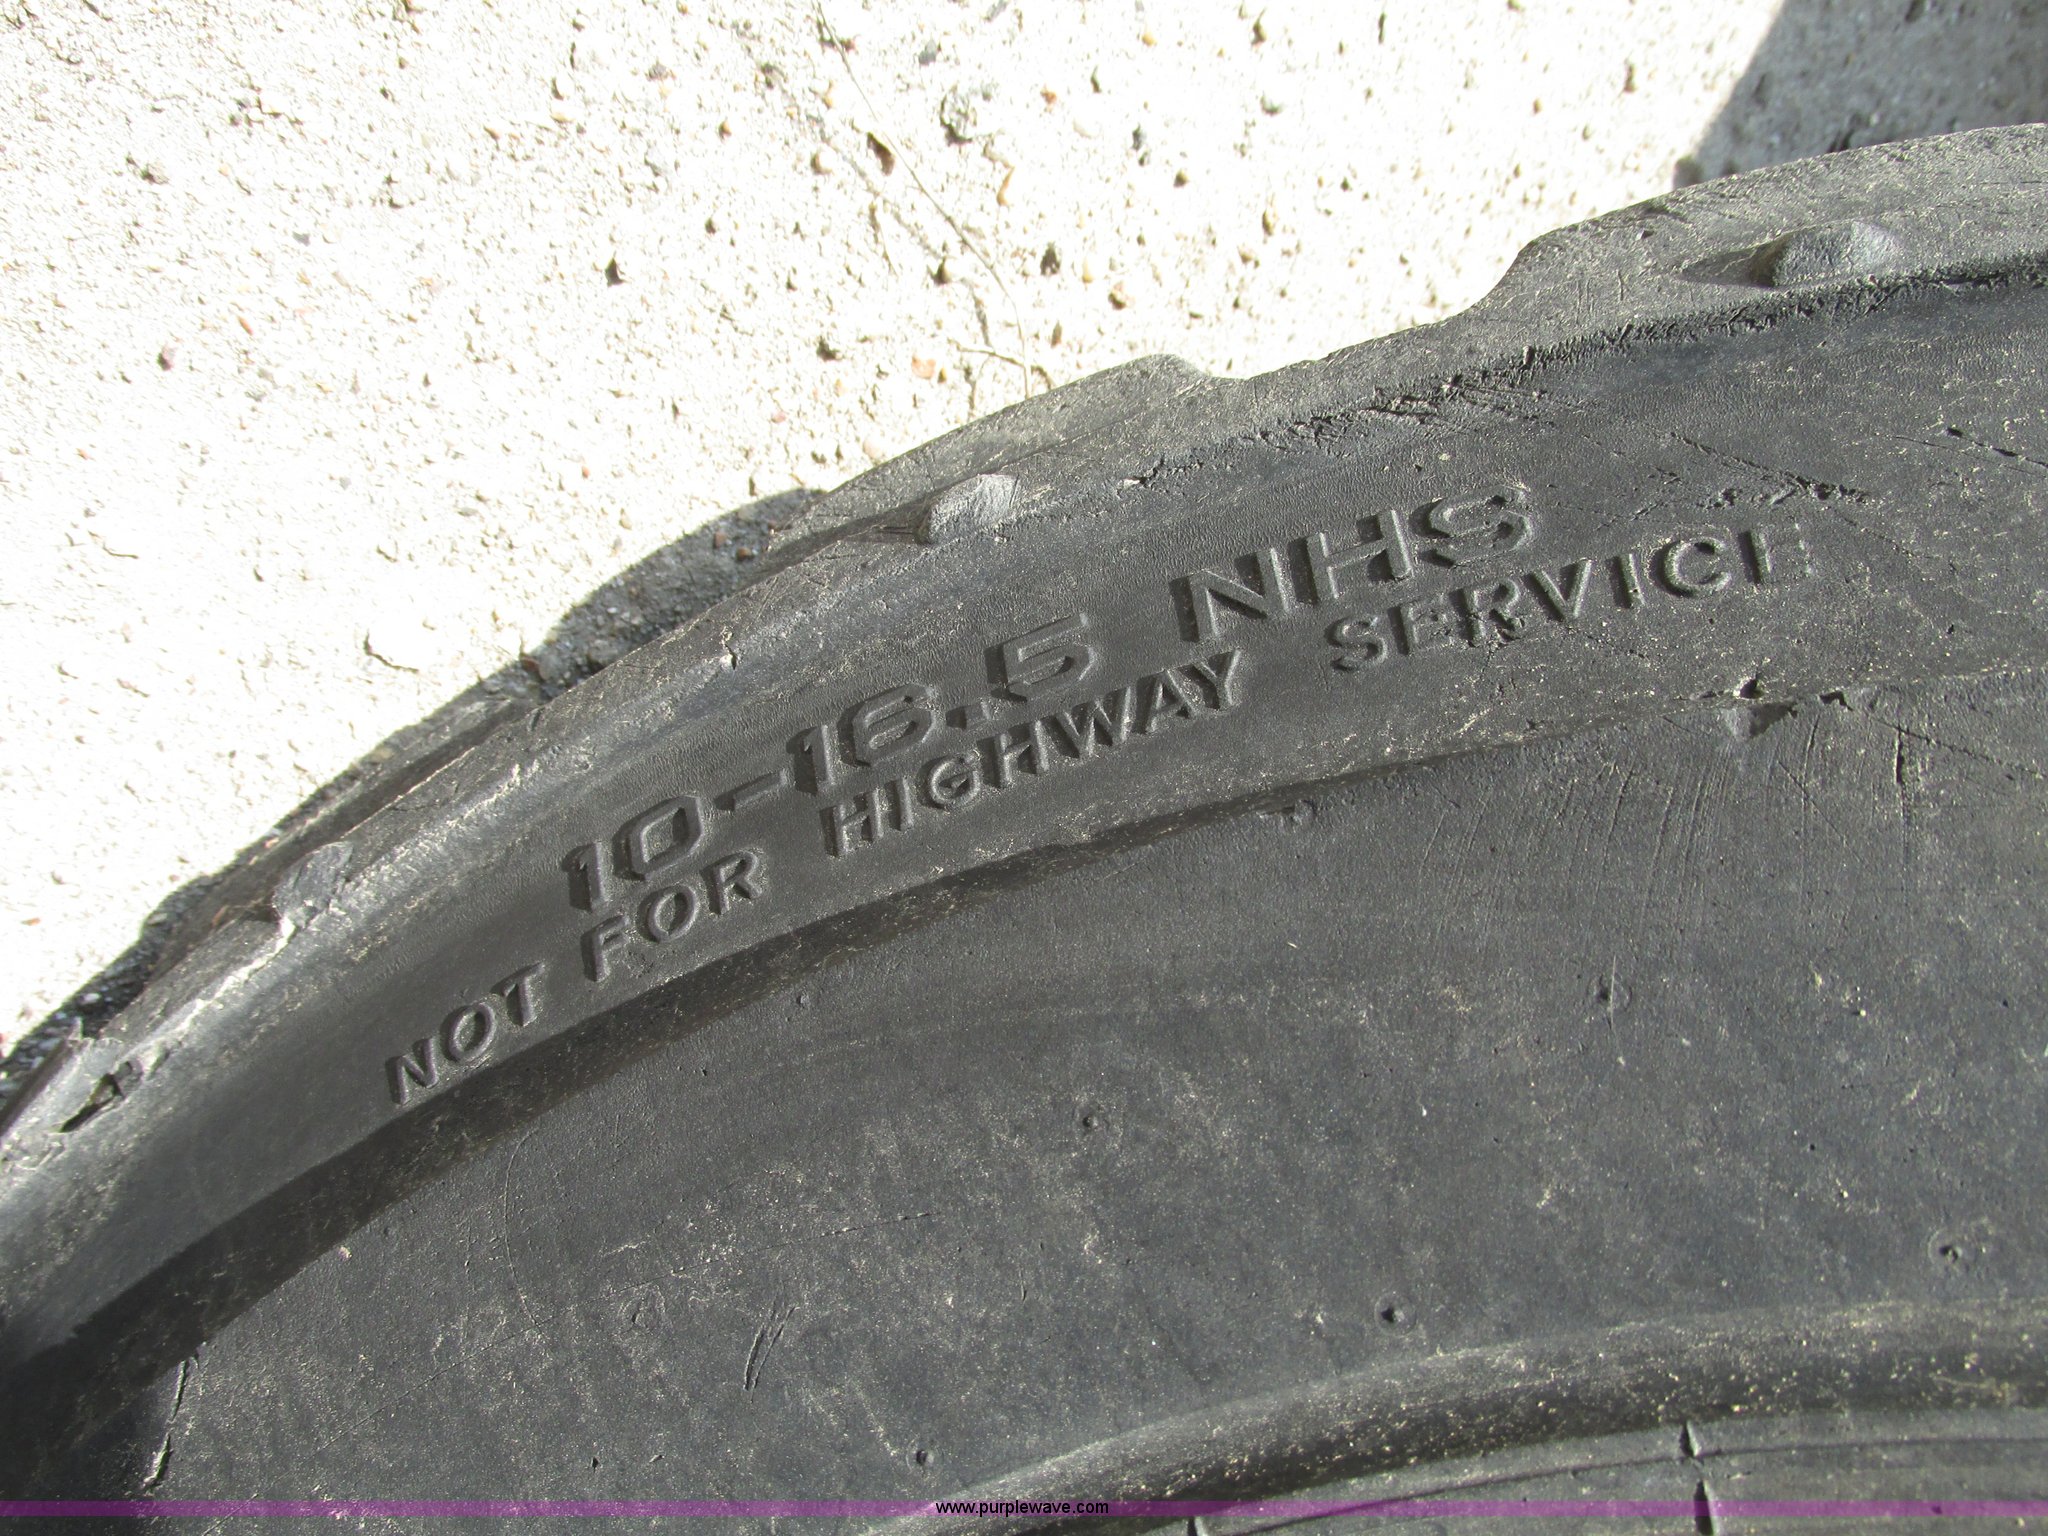 10-16.5 NHS
NOT FOR HIGHWAY SERVICE
www.purplewave.com